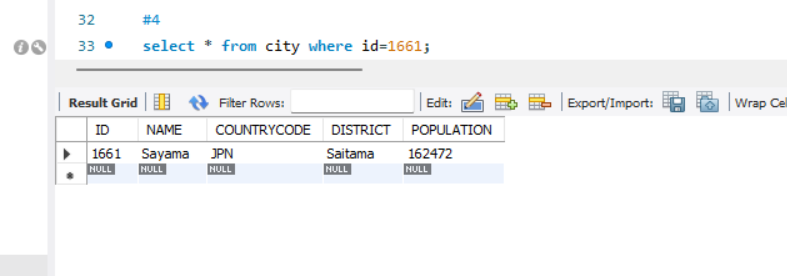 32 #4
33 select * from city where id=1661;
Result Grid Filter Rows: Edit: Export/Import: Wrap Cel
ID NAME COUNTRYCODE DISTRICT POPULATION
1661 Sayama JPN Saitama 162472
NULL NULL NULL NULL NULL